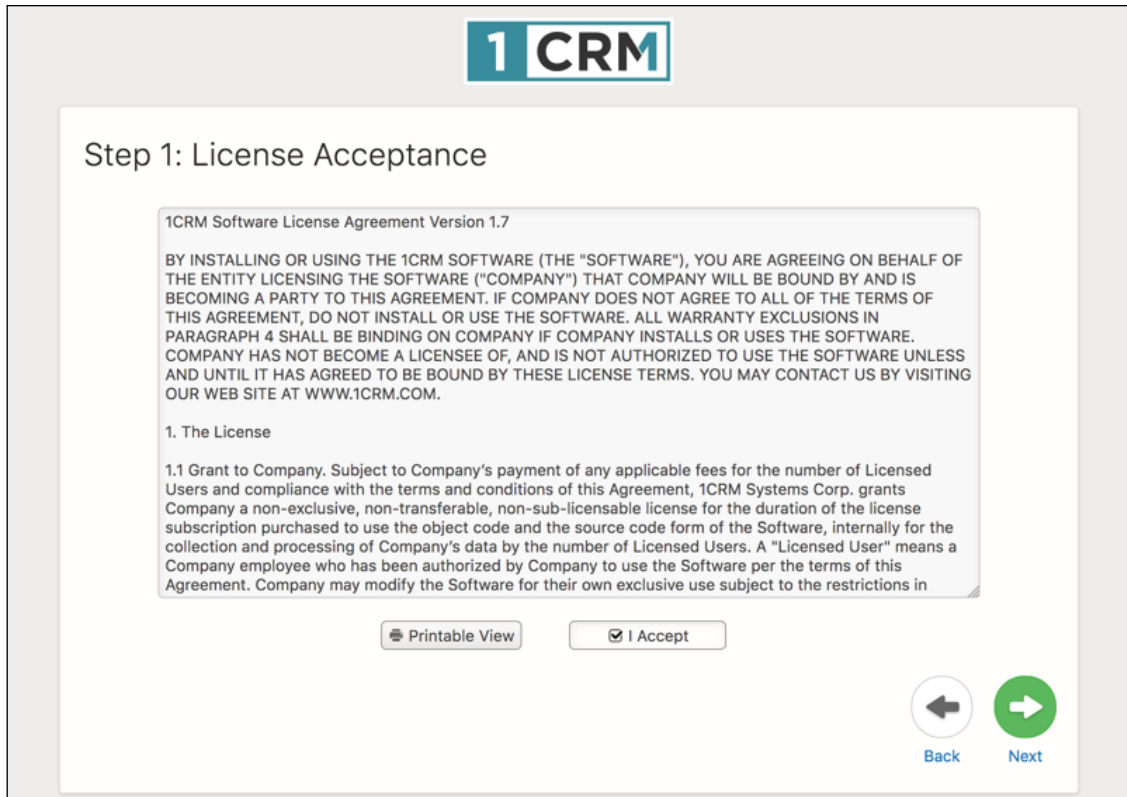 1 CRM
Step 1: License Acceptance
1CRM Software License Agreement Version 1.7
BY INSTALLING OR USING THE 1CRM SOFTWARE (THE "SOFTWARE"), YOU ARE AGREEING ON BEHALF OF
THE ENTITY LICENSING THE SOFTWARE ("COMPANY") THAT COMPANY WILL BE BOUND BY AND IS
BECOMING A PARTY TO THIS AGREEMENT. IF COMPANY DOES NOT AGREE TO ALL OF THE TERMS OF
THIS AGREEMENT, DO NOT INSTALL OR USE THE SOFTWARE. ALL WARRANTY EXCLUSIONS IN
PARAGRAPH 4 SHALL BE BINDING ON COMPANY IF COMPANY INSTALLS OR USES THE SOFTWARE.
COMPANY HAS NOT BECOME A LICENSEE OF, AND IS NOT AUTHORIZED TO USE THE SOFTWARE UNLESS
AND UNTIL IT HAS AGREED TO BE BOUND BY THESE LICENSE TERMS. YOU MAY CONTACT US BY VISITING
OUR WEB SITE AT WWW.1CRM.COM.
1. The License
1.1 Grant to Company. Subject to Company's payment of any applicable fees for the number of Licensed
Users and compliance with the terms and conditions of this Agreement, 1CRM Systems Corp. grants
Company a non-exclusive, non-transferable, non-sub-licensable license for the duration of the license
subscription purchased to use the object code and the source code form of the Software, internally for the
collection and processing of Company's data by the number of Licensed Users. A "Licensed User" means a
Company employee who has been authorized by Company to use the Software per the terms of this
Agreement. Company may modify the Software for their own exclusive use subject to the restrictions in
Printable View
I Accept
Back
Next